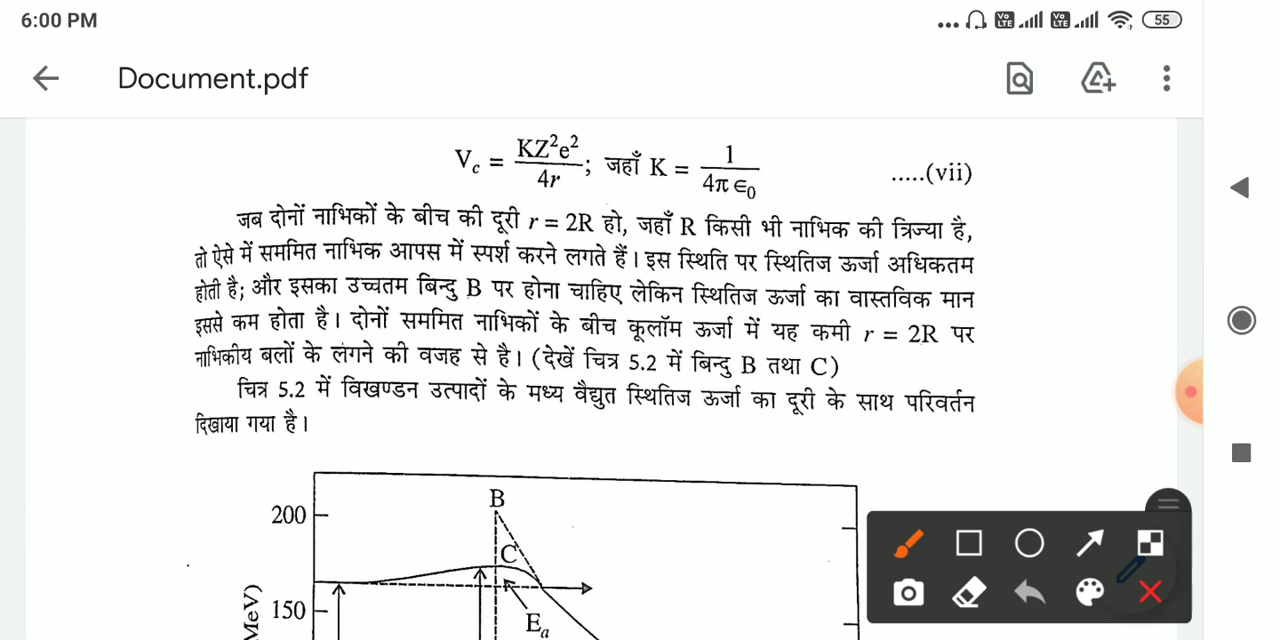 6:00 PM
55
Document.pdf
V_c = KZ²e² / 4r ; जहाँ K = 1 / 4π ∈₀ .....(vii)
जब दोनों नाभिकों के बीच की दूरी r = 2R हो, जहाँ R किसी भी नाभिक की त्रिज्या है,
तो ऐसे में सममित नाभिक आपस में स्पर्श करने लगते हैं। इस स्थिति पर स्थितिज ऊर्जा अधिकतम
होती है; और इसका उच्चतम बिन्दु B पर होना चाहिए लेकिन स्थितिज ऊर्जा का वास्तविक मान
इससे कम होता है। दोनों सममित नाभिकों के बीच कूलॉम ऊर्जा में यह कमी r = 2R पर
नाभिकीय बलों के लगने की वजह से है। (देखें चित्र 5.2 में बिन्दु B तथा C)
चित्र 5.2 में विखण्डन उत्पादों के मध्य वैद्युत स्थितिज ऊर्जा का दूरी के साथ परिवर्तन
दिखाया गया है।
B
200
C
150
E_a
MeV)